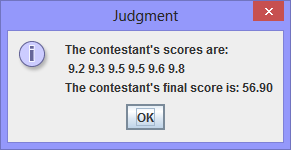 Judgment
The contestant's scores are:
9.2 9.3 9.5 9.5 9.6 9.8
The contestant's final score is: 56.90
OK